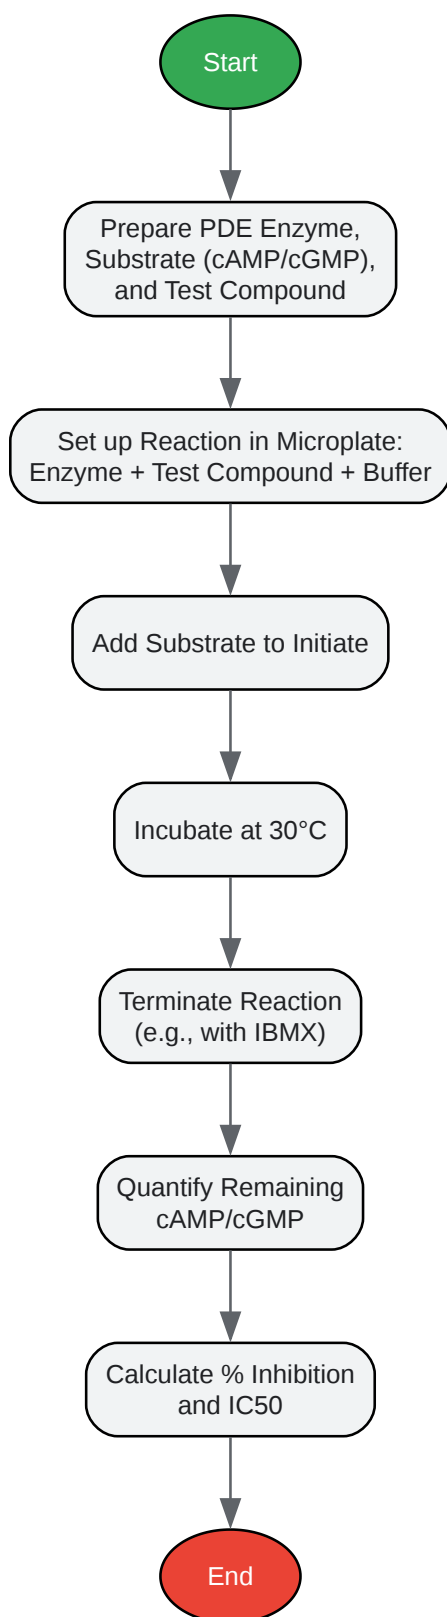 Start
Prepare PDE Enzyme,
Substrate (cAMP/cGMP),
and Test Compound
Set up Reaction in Microplate:
Enzyme + Test Compound + Buffer
Add Substrate to Initiate
Incubate at 30°C
Terminate Reaction
(e.g., with IBMX)
Quantify Remaining
cAMP/cGMP
Calculate % Inhibition
and IC50
End